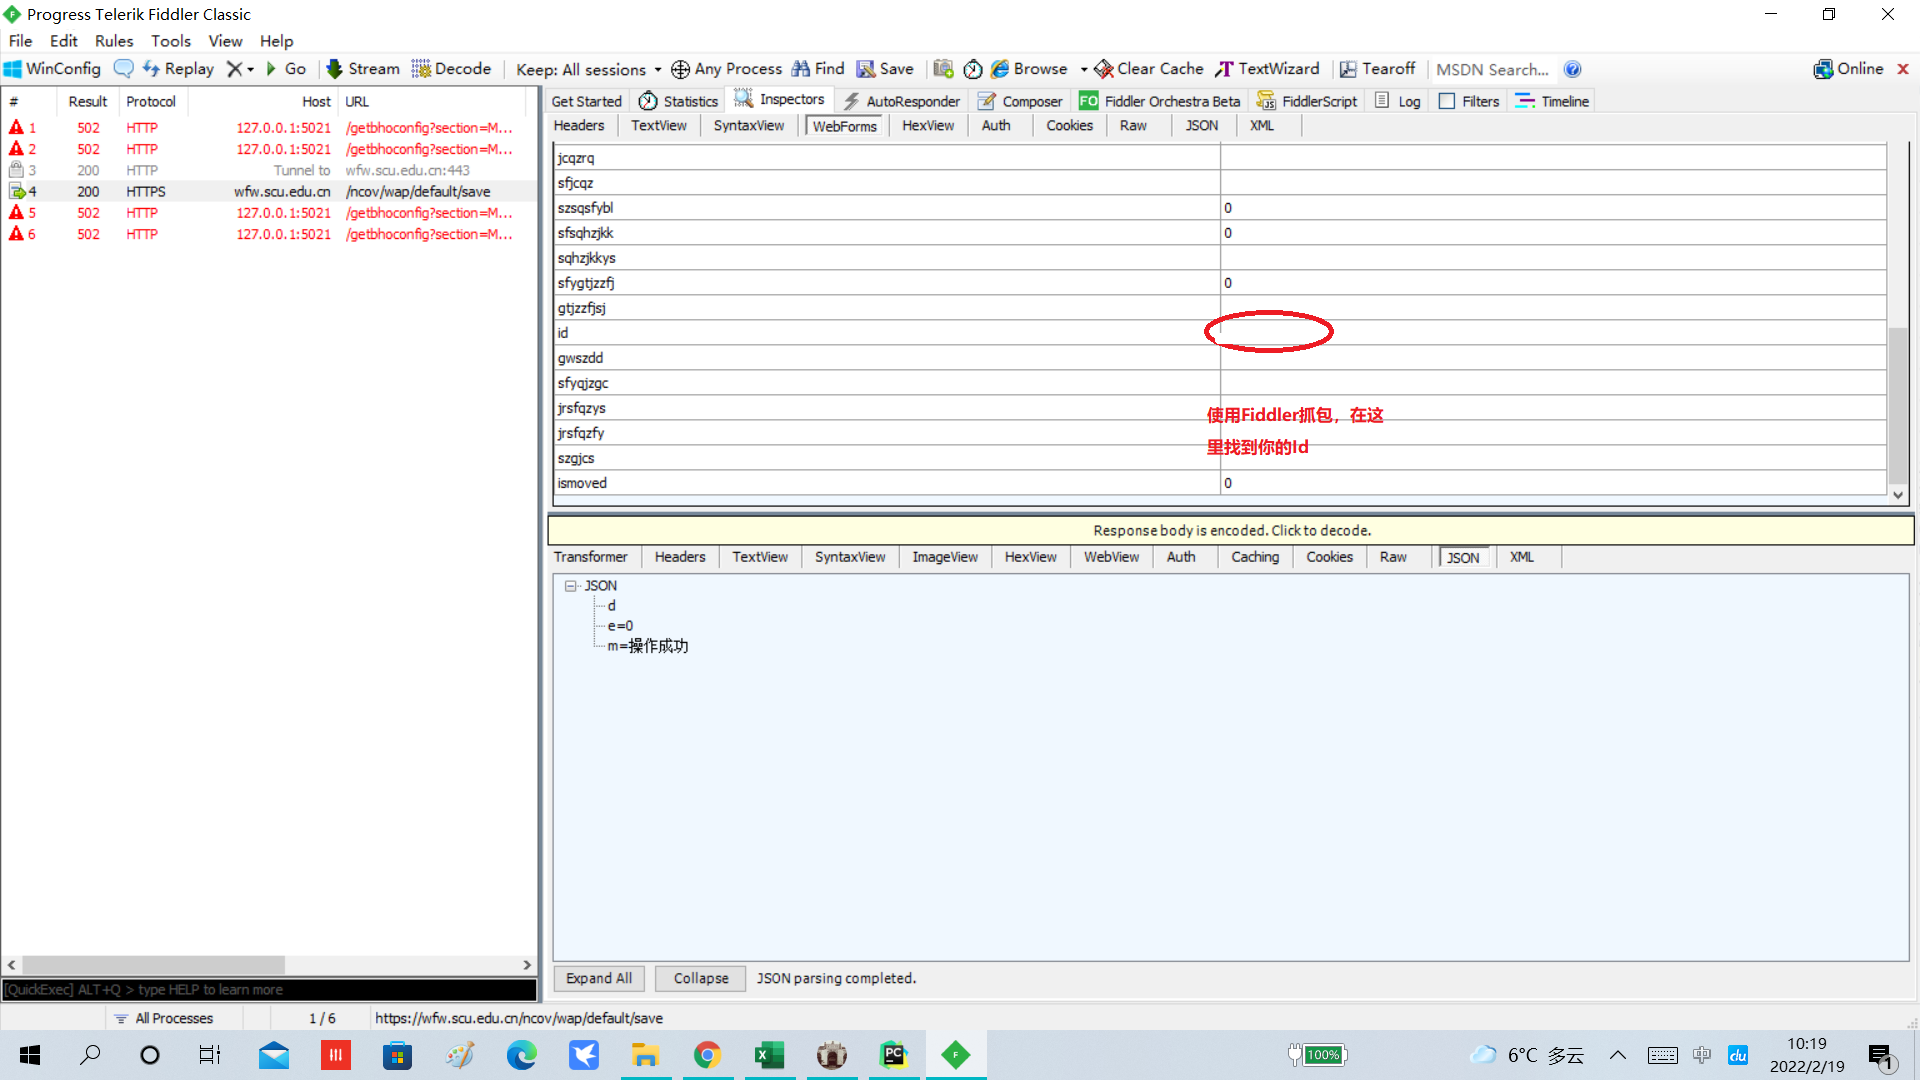 Progress Telerik Fiddler Classic
File Edit Rules Tools View Help
WinConfig Replay Go Stream Decode Keep: All sessions Any Process Find Save Browse Clear Cache TextWizard Tearoff MSDN Search... Online
# Result Protocol Host URL
1 502 HTTP 127.0.0.1:5021 /getbhoconfig?section=M...
2 502 HTTP 127.0.0.1:5021 /getbhoconfig?section=M...
3 200 HTTP Tunnel to wfw.scu.edu.cn:443
4 200 HTTPS wfw.scu.edu.cn /ncov/wap/default/save
5 502 HTTP 127.0.0.1:5021 /getbhoconfig?section=M...
6 502 HTTP 127.0.0.1:5021 /getbhoconfig?section=M...
Get Started Statistics Inspectors AutoResponder Composer FO Fiddler Orchestra Beta FiddlerScript Log Filters Timeline
Headers TextView SyntaxView WebForms HexView Auth Cookies Raw JSON XML
jcqzrq
sfjcqz
szsqsfybl 0
sfsqhzjkk 0
sqhzjkkys
sfygtjzzfj 0
gtjzzfjsj
id
gwszdd
sfyqjzgc
jrsfqzys
使用Fiddler抓包，在这
jrsfqzfy
里找到你的Id
szgjcs
ismoved 0
Response body is encoded. Click to decode.
Transformer Headers TextView SyntaxView ImageView HexView WebView Auth Caching Cookies Raw JSON XML
JSON
d
e=0
m=操作成功
Expand All Collapse JSON parsing completed.
[QuickExec] ALT+Q > type HELP to learn more
All Processes 1 / 6 https://wfw.scu.edu.cn/ncov/wap/default/save
100% 6°C 多云 中 du 10:19
2022/2/19 1